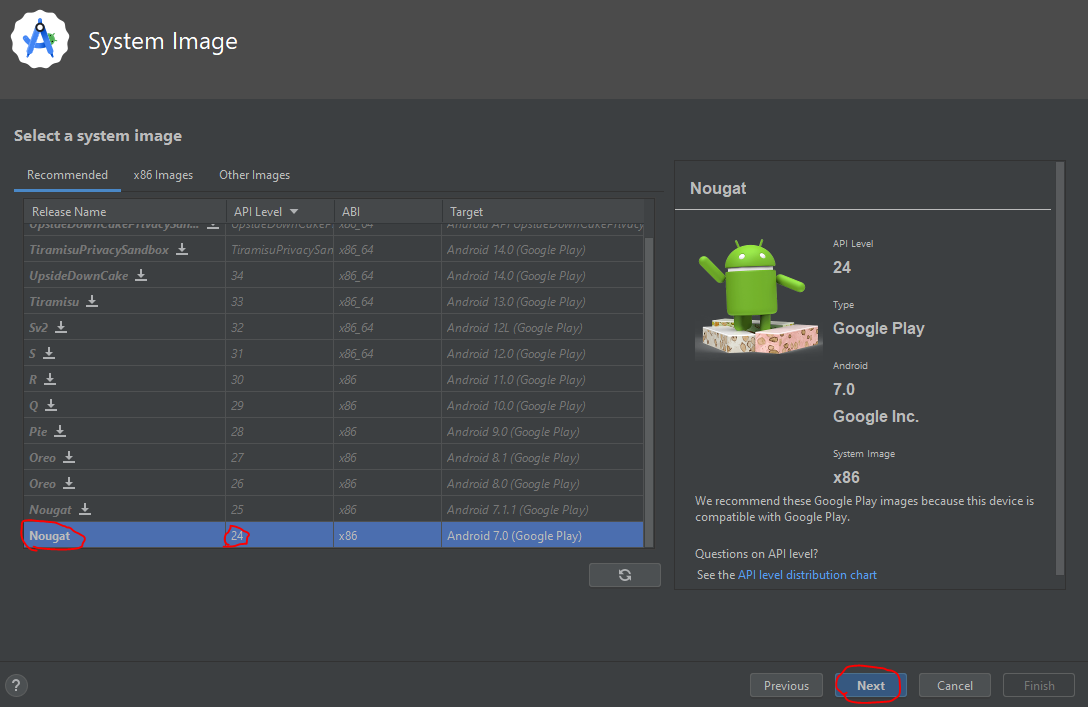 System Image
Select a system image
Recommended x86 Images Other Images
Release Name API Level ABI Target
UpsideDownCakePrivacySan... UpsideDownCakeP x86_64 Android API UpsideDownCakePrivacy
TiramisuPrivacySandbox TiramisuPrivacySan x86_64 Android 14.0 (Google Play)
UpsideDownCake 34 x86_64 Android 14.0 (Google Play)
Tiramisu 33 x86_64 Android 13.0 (Google Play)
Sv2 32 x86_64 Android 12L (Google Play)
S 31 x86_64 Android 12.0 (Google Play)
R 30 x86 Android 11.0 (Google Play)
Q 29 x86 Android 10.0 (Google Play)
Pie 28 x86 Android 9.0 (Google Play)
Oreo 27 x86 Android 8.1 (Google Play)
Oreo 26 x86 Android 8.0 (Google Play)
Nougat 25 x86 Android 7.1.1 (Google Play)
Nougat 24 x86 Android 7.0 (Google Play)
Nougat
API Level
24
Type
Google Play
Android
7.0
Google Inc.
System Image
x86
We recommend these Google Play images because this device is
compatible with Google Play.
Questions on API level?
See the API level distribution chart
? Previous Next Cancel Finish